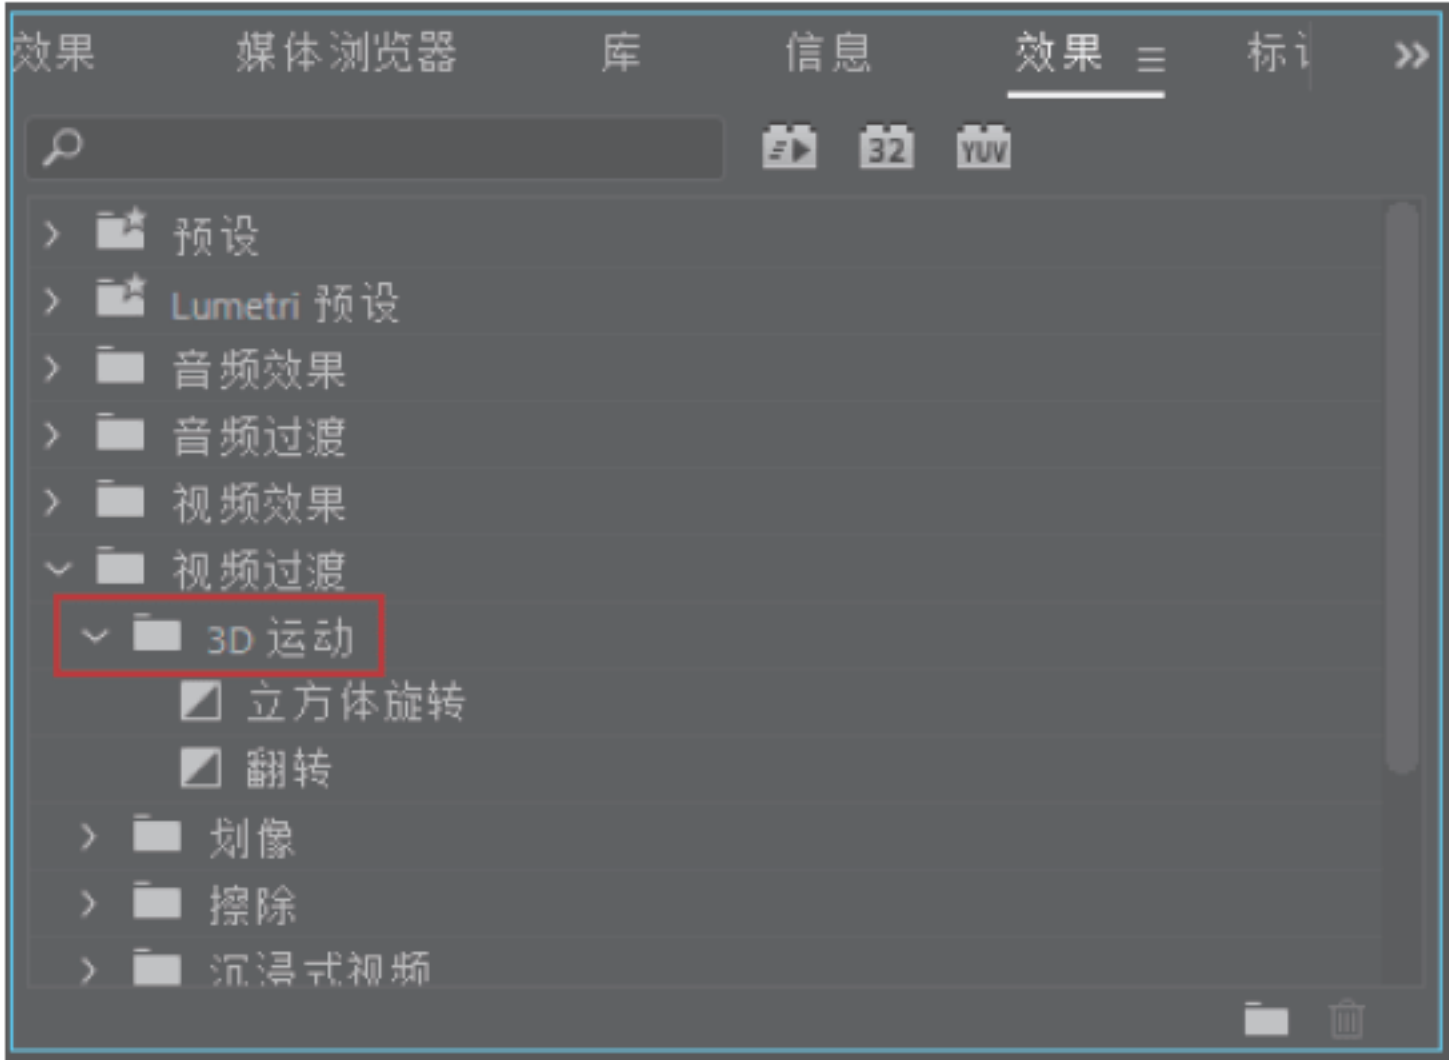 效果 媒体浏览器 库 信息 效果 标
32 YUV
预设
Lumetri 预设
音频效果
音频过渡
视频效果
视频过渡
3D 运动
立方体旋转
翻转
划像
擦除
沉浸式视频